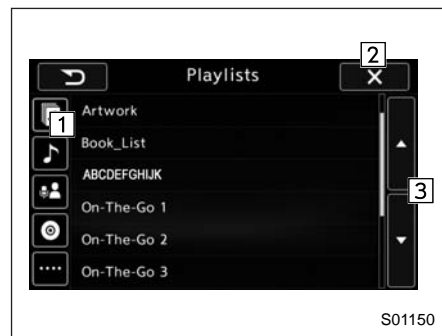 2
Playlists X
1 Artwork
Book_List
ABCDEFGHIJK
3
On-The-Go 1
On-The-Go 2
On-The-Go 3
S01150